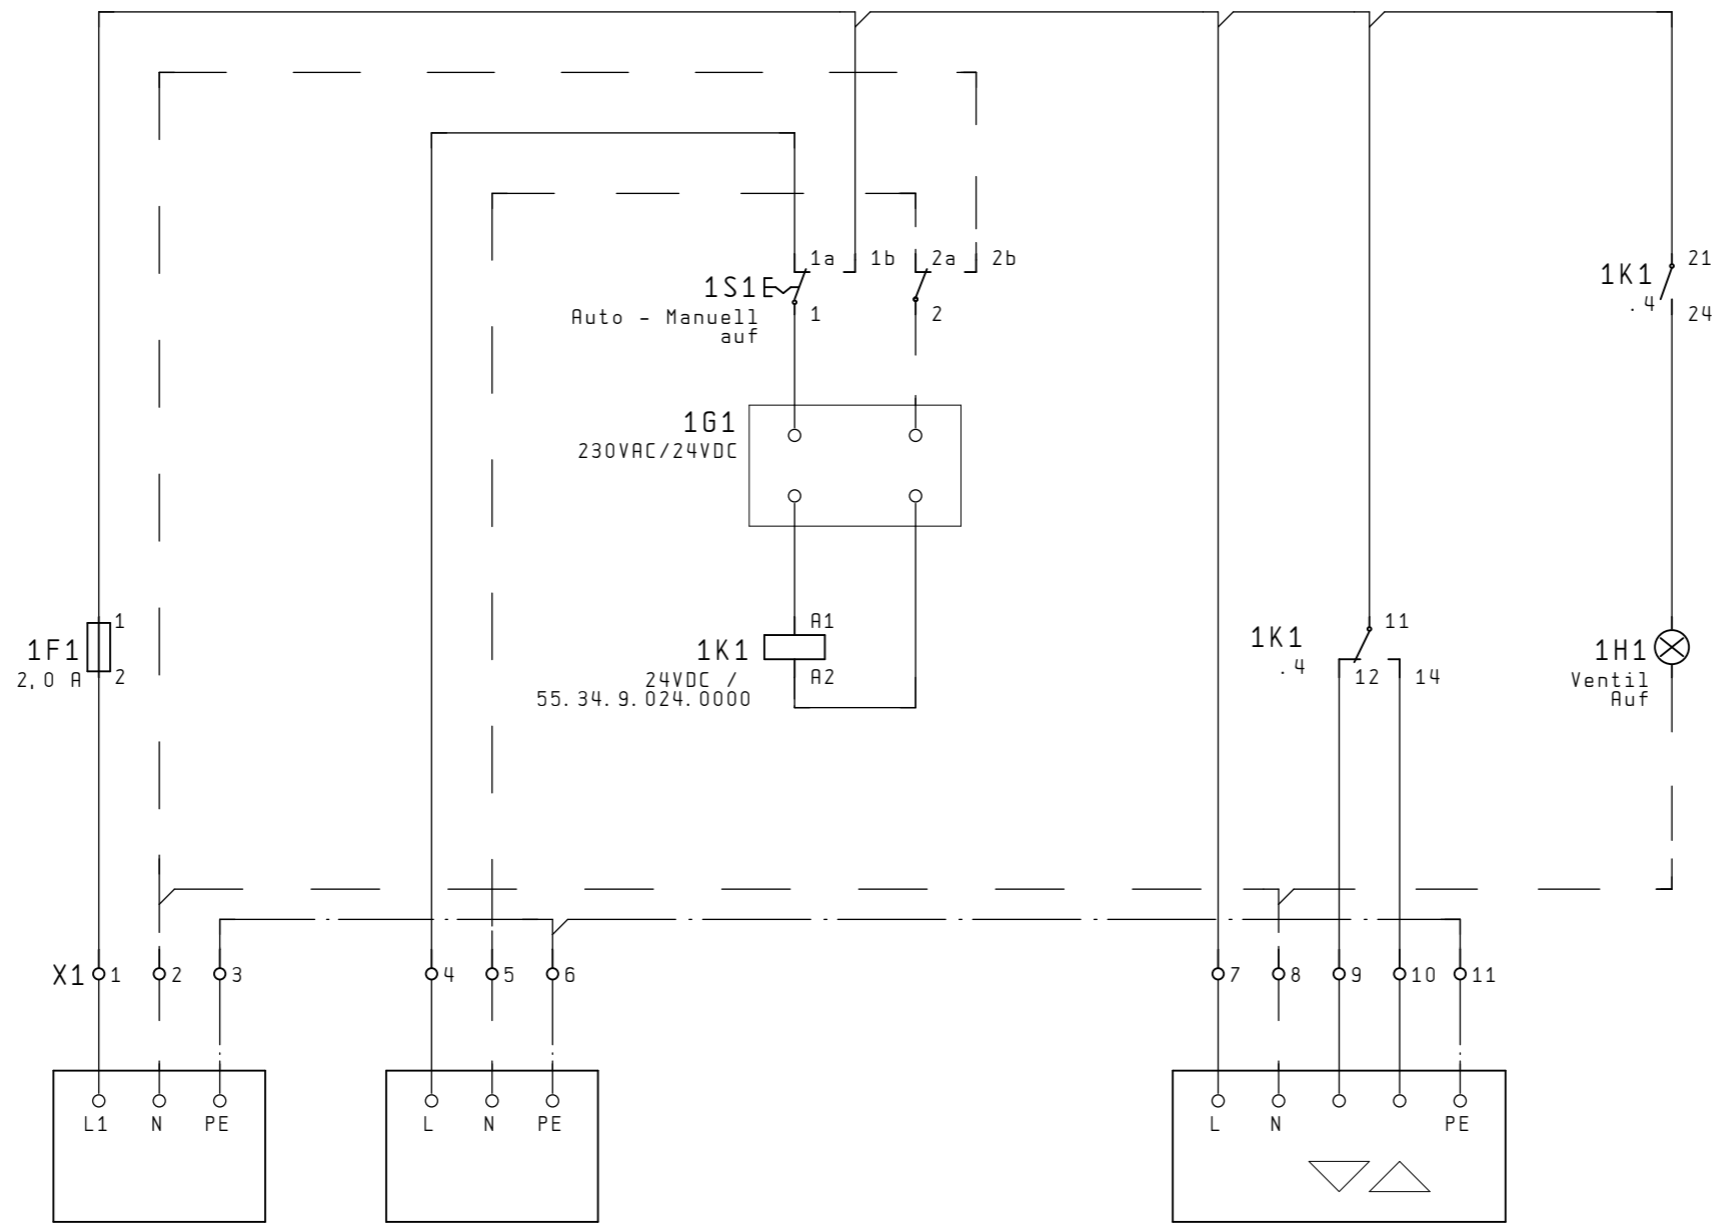 1a
1b
2a
2b
1S1
Auto - Manuell
auf
1
2
1K1
.4
21
24
1G1
230VAC/24VDC
1F1
2,0 A
1
2
1K1
24VDC /
55.34.9.024.0000
A1
A2
1K1
.4
11
12
14
1H1
Ventil
Auf
X1 1 2 3 4 5 6 7 8 9 10 11
L1 N PE
L N PE
L N PE